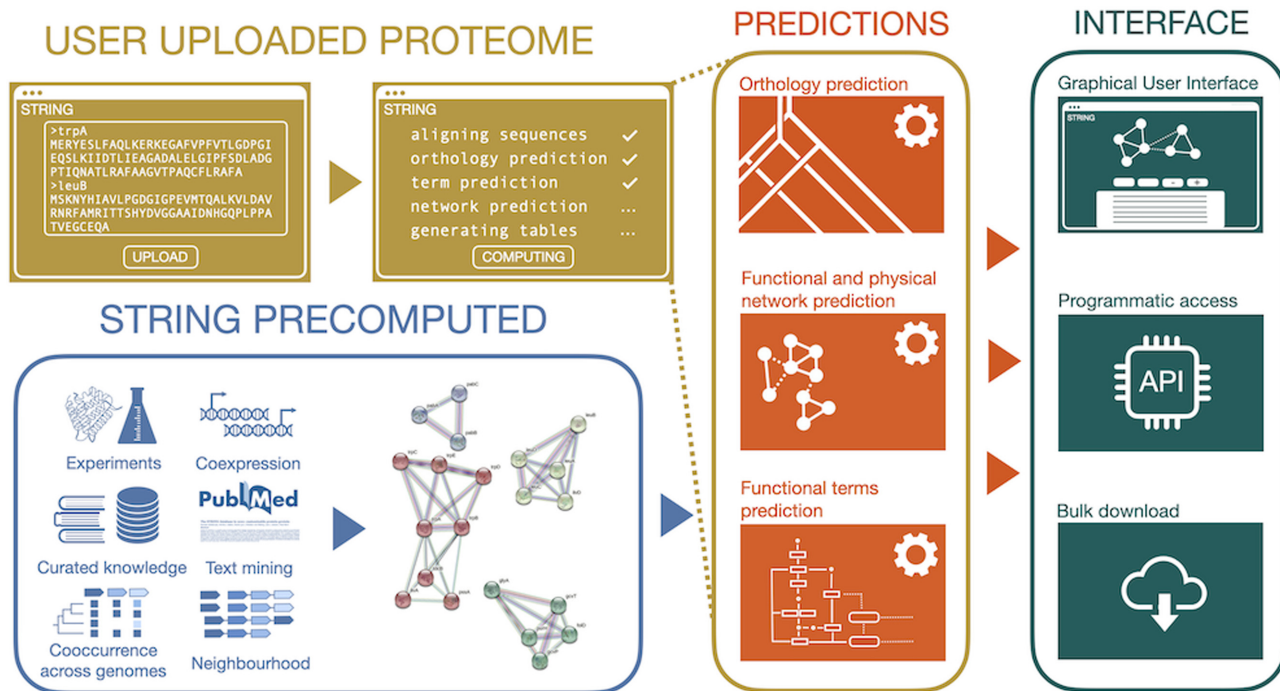 USER UPLOADED PROTEOME
STRING
>trpA
MERYESLFAQLKERKEGAFVPFVTLGDPGI
EQSLKIIDTLIEAGADALELGIPFSDLADG
PTIQNATLRAFAAGVTPAQCFLRAFA
>leuB
MSKNYHIAVLPGDGIGPEVMTQALKVLDAV
RNRFAMRITTSHYDVGGAAIDNHGQPLPPA
TVEGCEQA
UPLOAD
STRING
aligning sequences ✓
orthology prediction ✓
term prediction ✓
network prediction ...
generating tables ...
COMPUTING
STRING PRECOMPUTED
Experiments
Coexpression
Curated knowledge
PubMed
Text mining
Cooccurrence
across genomes
Neighbourhood
PREDICTIONS
Orthology prediction
Functional and physical
network prediction
Functional terms
prediction
INTERFACE
Graphical User Interface
STRING
Programmatic access
API
Bulk download